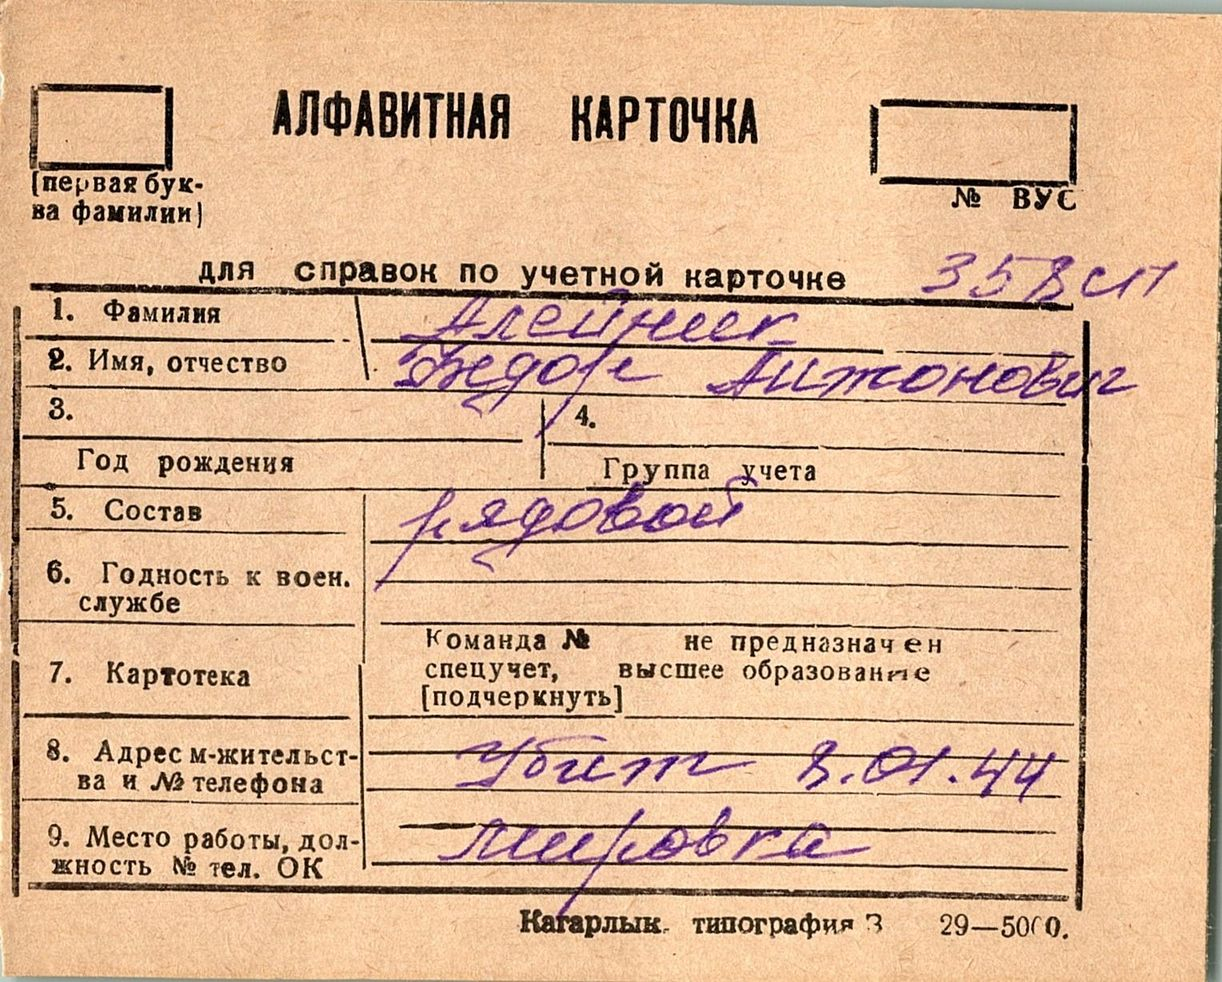 АЛФАВИТНАЯ КАРТОЧКА
(первая бук-
ва фамилии)
№ ВУС
для справок по учетной карточке 358 сп
1. Фамилия Алейник
2. Имя, отчество Федор Антонович
3. 4.
Год рождения Группа учета
5. Состав рядовой
6. Годность к воен.
службе
Команда № не предназначен
7. Картотека спецучет, высшее образование
[подчеркнуть]
8. Адрес м-жительст-
ва и № телефона Убит 8.01.44
9. Место работы, дол-
жность № тел. ОК Мировка
Кагарлык. типография З 29—5000.